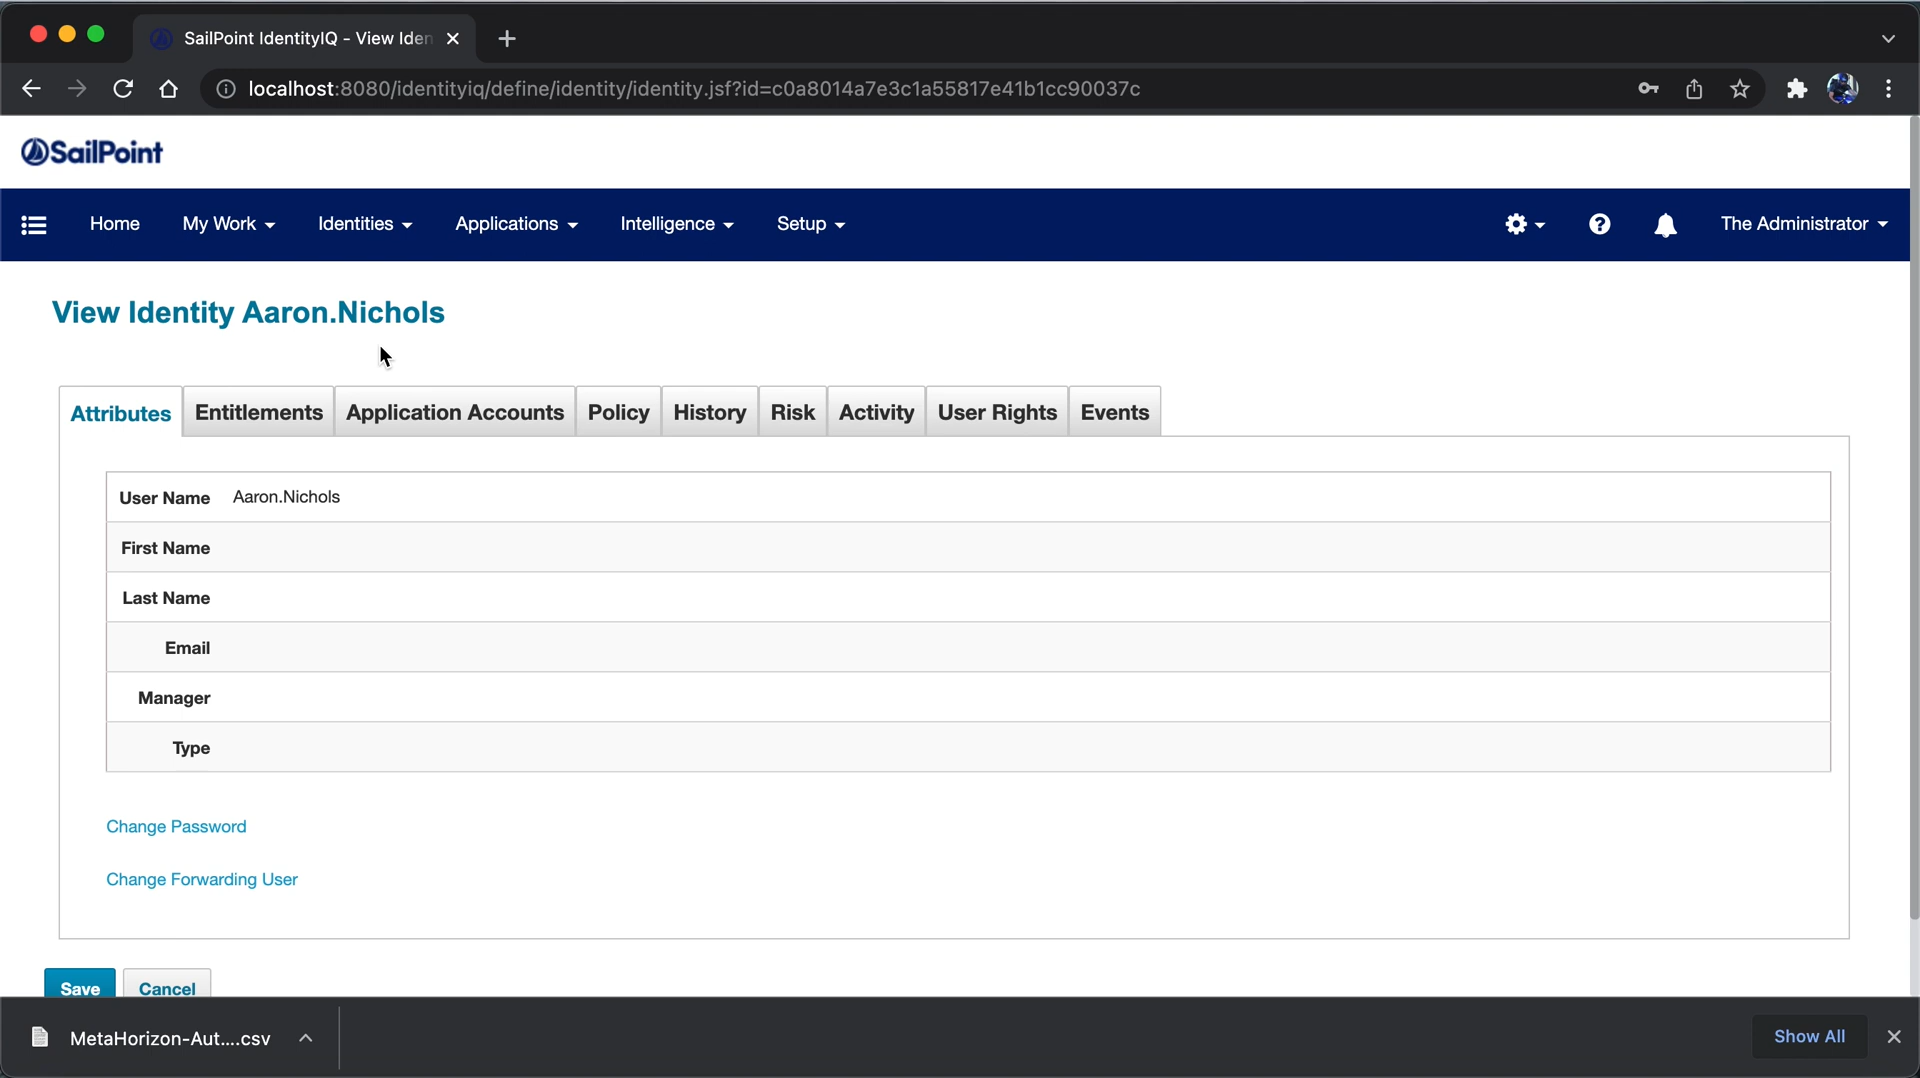 SailPoint IdentityIQ - View Iden
localhost:8080/identityiq/define/identity/identity.jsf?id=c0a8014a7e3c1a55817e41b1cc90037c
SailPoint
Home My Work Identities Applications Intelligence Setup The Administrator
View Identity Aaron.Nichols
Attributes Entitlements Application Accounts Policy History Risk Activity User Rights Events
User Name Aaron.Nichols
First Name
Last Name
Email
Manager
Type
Change Password
Change Forwarding User
Save Cancel
MetaHorizon-Aut....csv Show All